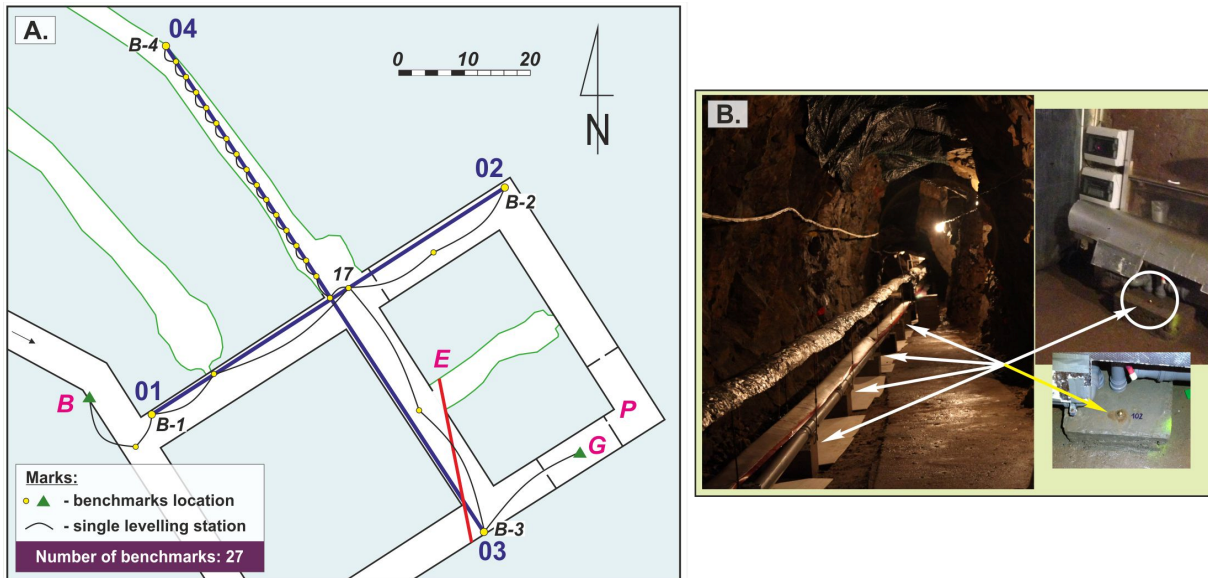 A.
04
B-4
0
10
20
N
02
B-2
17
01
B-1
B
E
P
G
B-3
03
Marks:
- benchmarks location
- single levelling station
Number of benchmarks: 27
B.
102